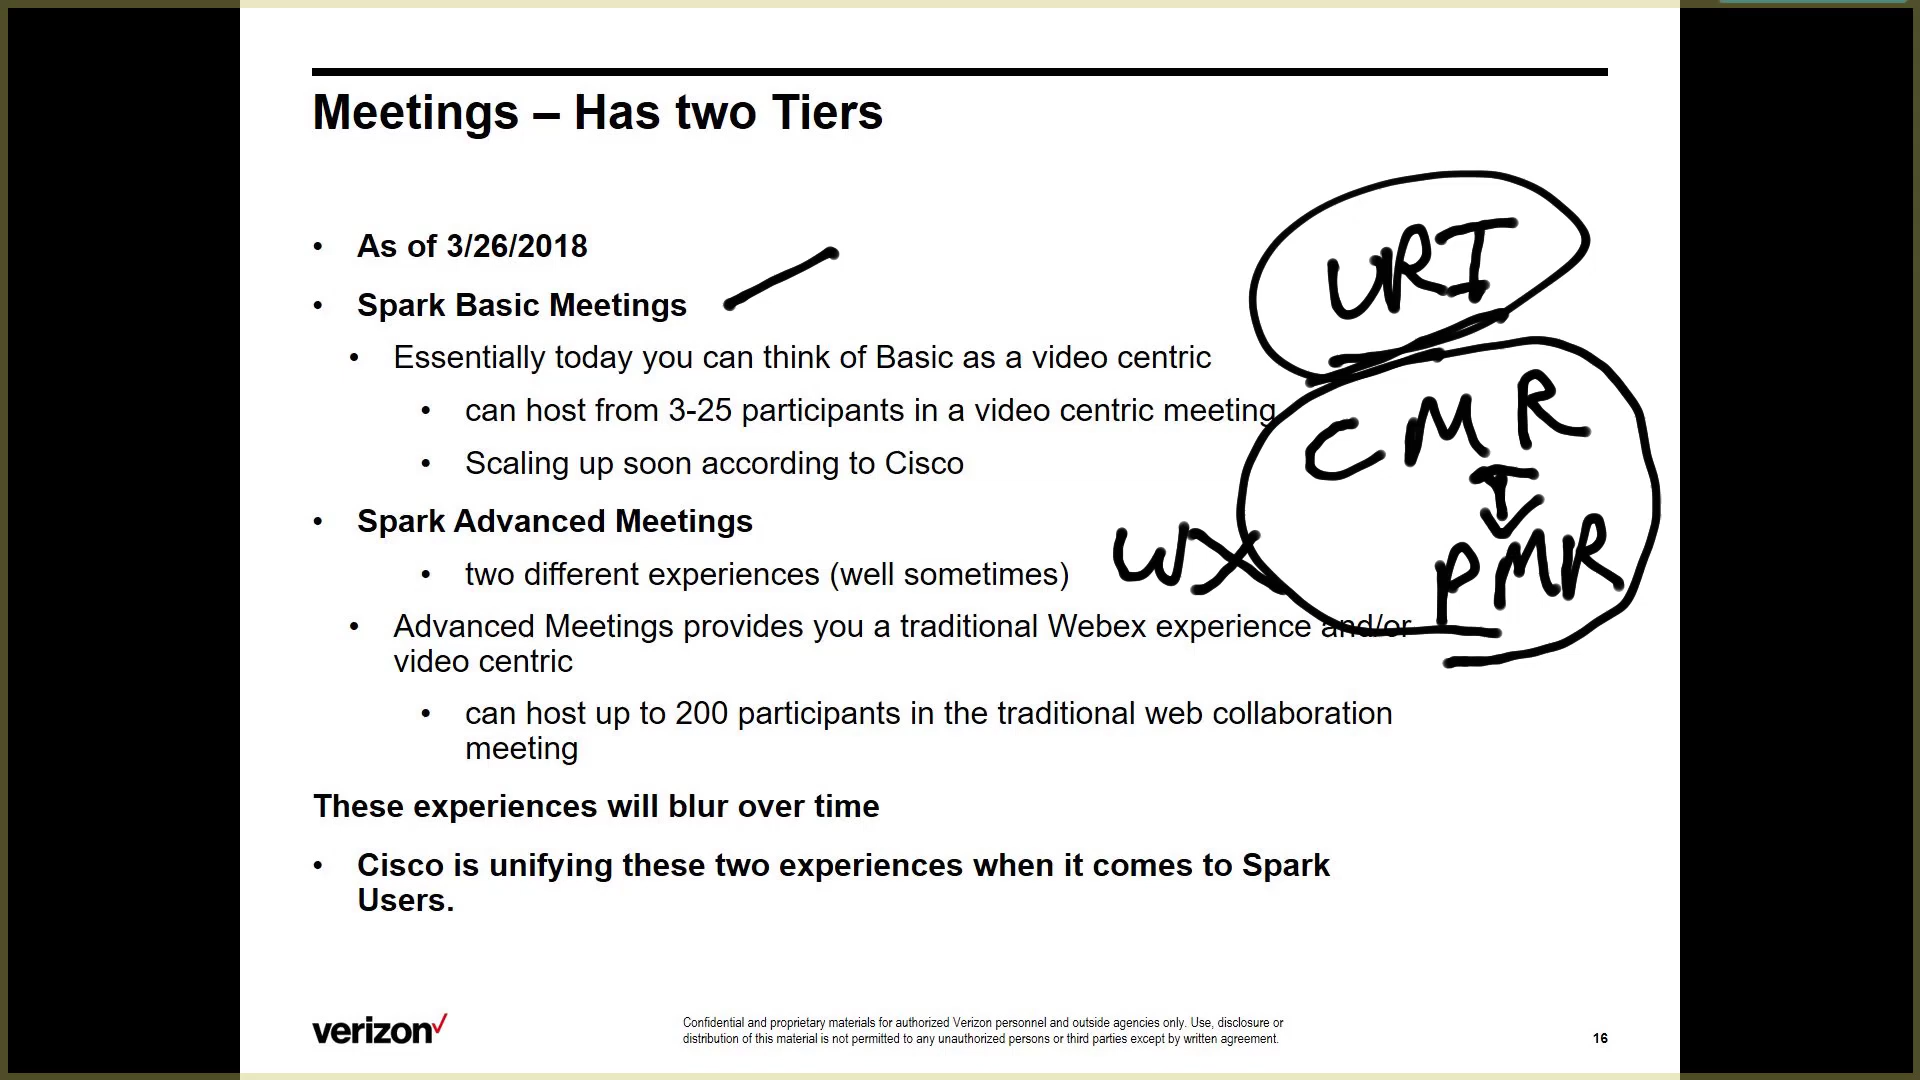 Meetings – Has two Tiers
• As of 3/26/2018
• Spark Basic Meetings
• Essentially today you can think of Basic as a video centric
• can host from 3-25 participants in a video centric meeting
• Scaling up soon according to Cisco
• Spark Advanced Meetings
• two different experiences (well sometimes)
• Advanced Meetings provides you a traditional Webex experience and/or
video centric
• can host up to 200 participants in the traditional web collaboration
meeting
These experiences will blur over time
• Cisco is unifying these two experiences when it comes to Spark
Users.
URI
CMR
WX
PMR
verizon
Confidential and proprietary materials for authorized Verizon personnel and outside agencies only. Use, disclosure or
distribution of this material is not permitted to any unauthorized persons or third parties except by written agreement.
16